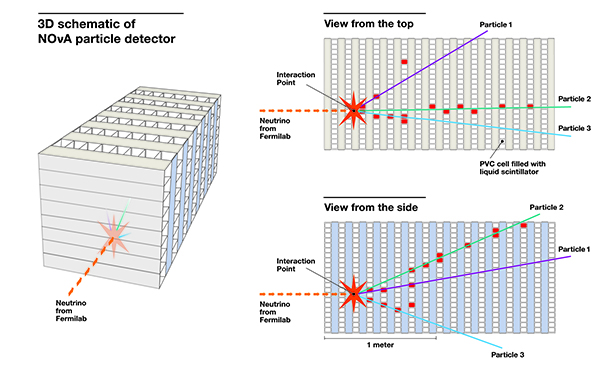 3D schematic of
NOνA particle detector
Neutrino
from
Fermilab
View from the top
Particle 1
Interaction
Point
Particle 2
Neutrino
from
Fermilab
Particle 3
PVC cell filled with
liquid scintillator
View from the side
Particle 2
Interaction
Point
Particle 1
Neutrino
from
Fermilab
1 meter
Particle 3